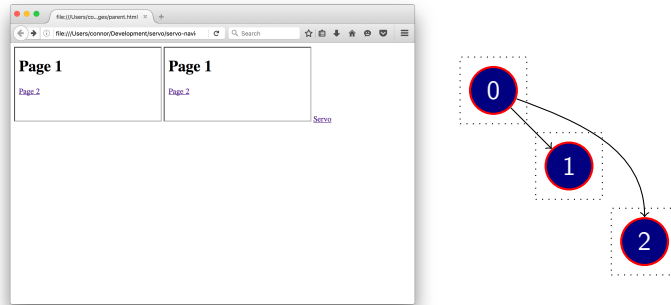 file:///Users/co...ges/parent.html × +
file:///Users/connor/Development/servo/servo-navi
Search
Page 1
Page 2
Page 1
Page 2
Servo
0
1
2